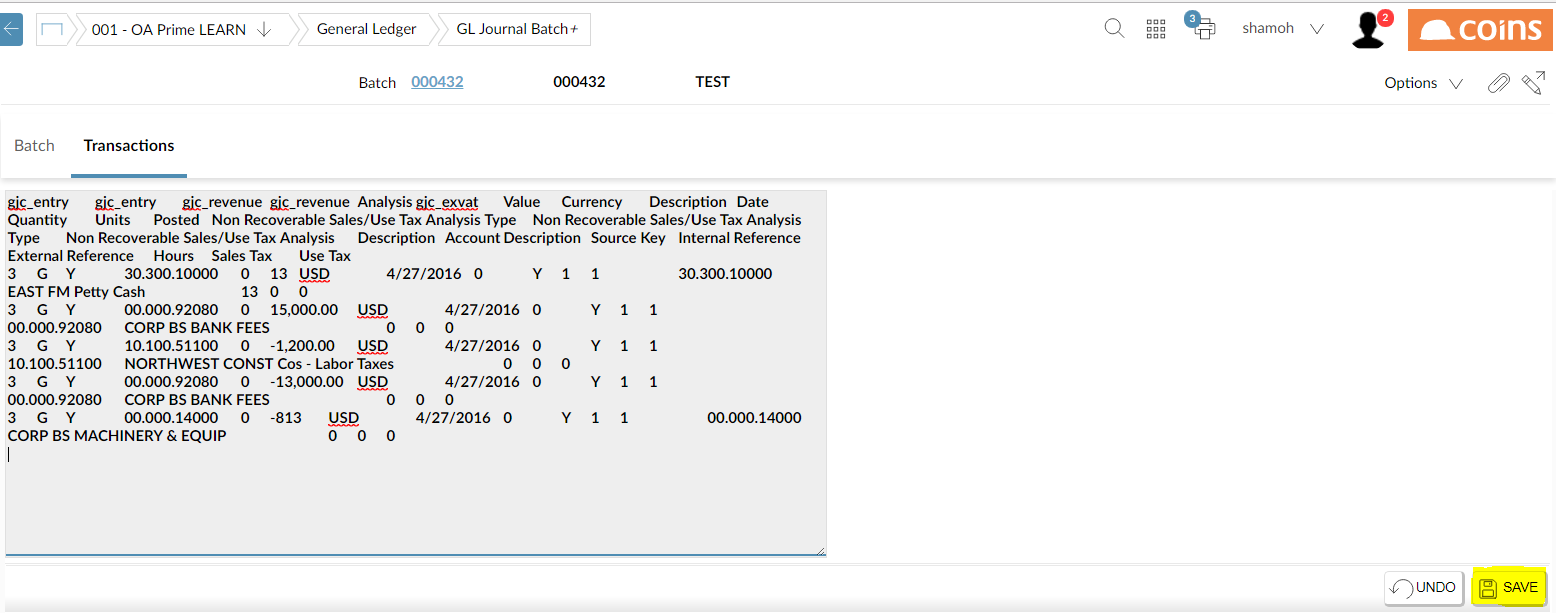 001 - OA Prime LEARN General Ledger GL Journal Batch+ 3 shamoh 2 coins
Batch 000432 000432 TEST Options
Batch Transactions
gjc_entry gjc_entry gjc_revenue gjc_revenue Analysis gjc_exvat Value Currency Description Date
Quantity Units Posted Non Recoverable Sales/Use Tax Analysis Type Non Recoverable Sales/Use Tax Analysis
Type Non Recoverable Sales/Use Tax Analysis Description Account Description Source Key Internal Reference
External Reference Hours Sales Tax Use Tax
3 G Y 30.300.10000 0 13 USD 4/27/2016 0 Y 1 1 30.300.10000
EAST FM Petty Cash 13 0 0
3 G Y 00.000.92080 0 15,000.00 USD 4/27/2016 0 Y 1 1
00.000.92080 CORP BS BANK FEES 0 0 0
3 G Y 10.100.51100 0 -1,200.00 USD 4/27/2016 0 Y 1 1
10.100.51100 NORTHWEST CONST Cos - Labor Taxes 0 0 0
3 G Y 00.000.92080 0 -13,000.00 USD 4/27/2016 0 Y 1 1
00.000.92080 CORP BS BANK FEES 0 0 0
3 G Y 00.000.14000 0 -813 USD 4/27/2016 0 Y 1 1 00.000.14000
CORP BS MACHINERY & EQUIP 0 0 0
UNDO SAVE